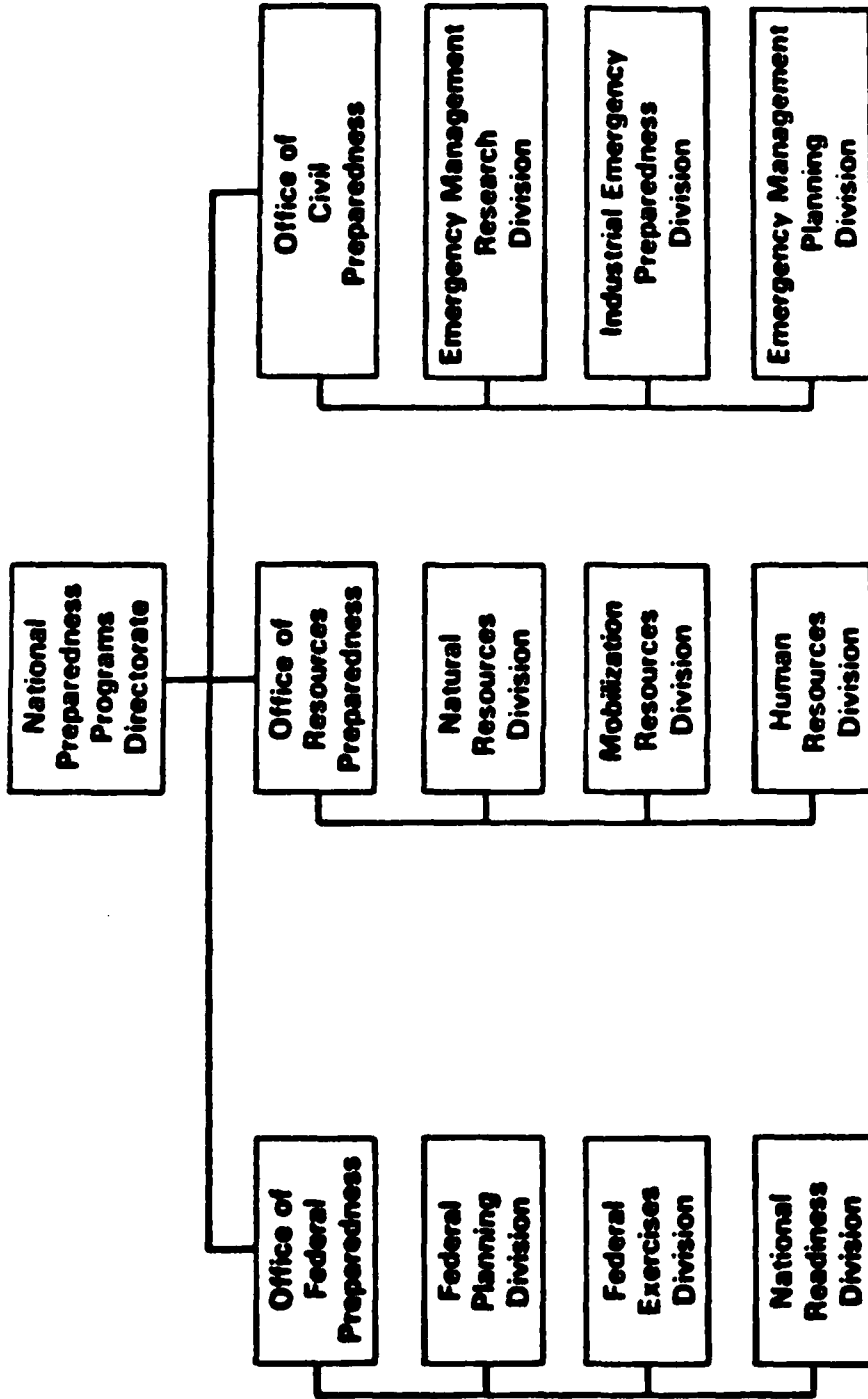 National
Preparedness
Programs
Directorate
Office of
Federal
Preparedness
Federal
Planning
Division
Federal
Exercises
Division
National
Readiness
Division
Office of
Resources
Preparedness
Natural
Resources
Division
Mobilization
Resources
Division
Human
Resources
Division
Office of
Civil
Preparedness
Emergency Management
Research
Division
Industrial Emergency
Preparedness
Division
Emergency Management
Planning
Division